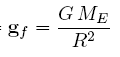 = g_f = \frac{G M_E}{R^2}